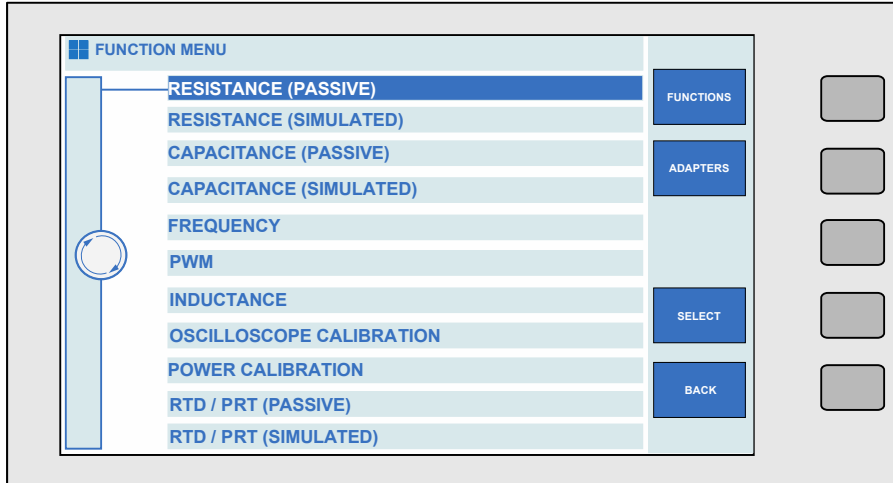 FUNCTION MENU
RESISTANCE (PASSIVE)
RESISTANCE (SIMULATED)
CAPACITANCE (PASSIVE)
CAPACITANCE (SIMULATED)
FREQUENCY
PWM
INDUCTANCE
OSCILLOSCOPE CALIBRATION
POWER CALIBRATION
RTD / PRT (PASSIVE)
RTD / PRT (SIMULATED)
FUNCTIONS
ADAPTERS
SELECT
BACK